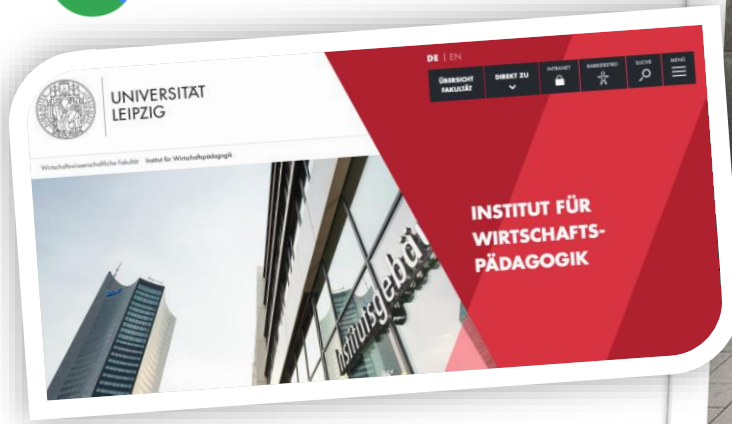 DE | EN
UNIVERSITÄT
LEIPZIG
ÜBERSICHT
FAKULTÄT
DIREKT ZU
INTRANET
BARRIEREFREI
SUCHE
MENÜ
Wirtschaftswissenschaftliche Fakultät Institut für Wirtschaftspädagogik
INSTITUT FÜR
WIRTSCHAFTS-
PÄDAGOGIK
Institutsgebäu